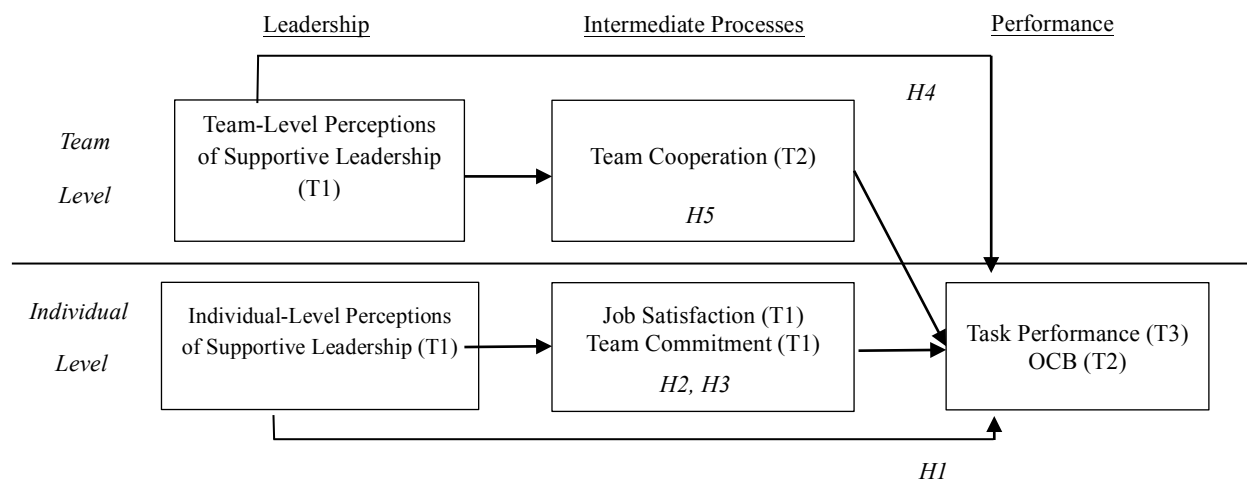 Leadership
Intermediate Processes
Performance
H4
Team
Level
Team-Level Perceptions
of Supportive Leadership
(T1)
Team Cooperation (T2)
H5
Individual
Level
Individual-Level Perceptions
of Supportive Leadership (T1)
Job Satisfaction (T1)
Team Commitment (T1)
H2, H3
Task Performance (T3)
OCB (T2)
H1